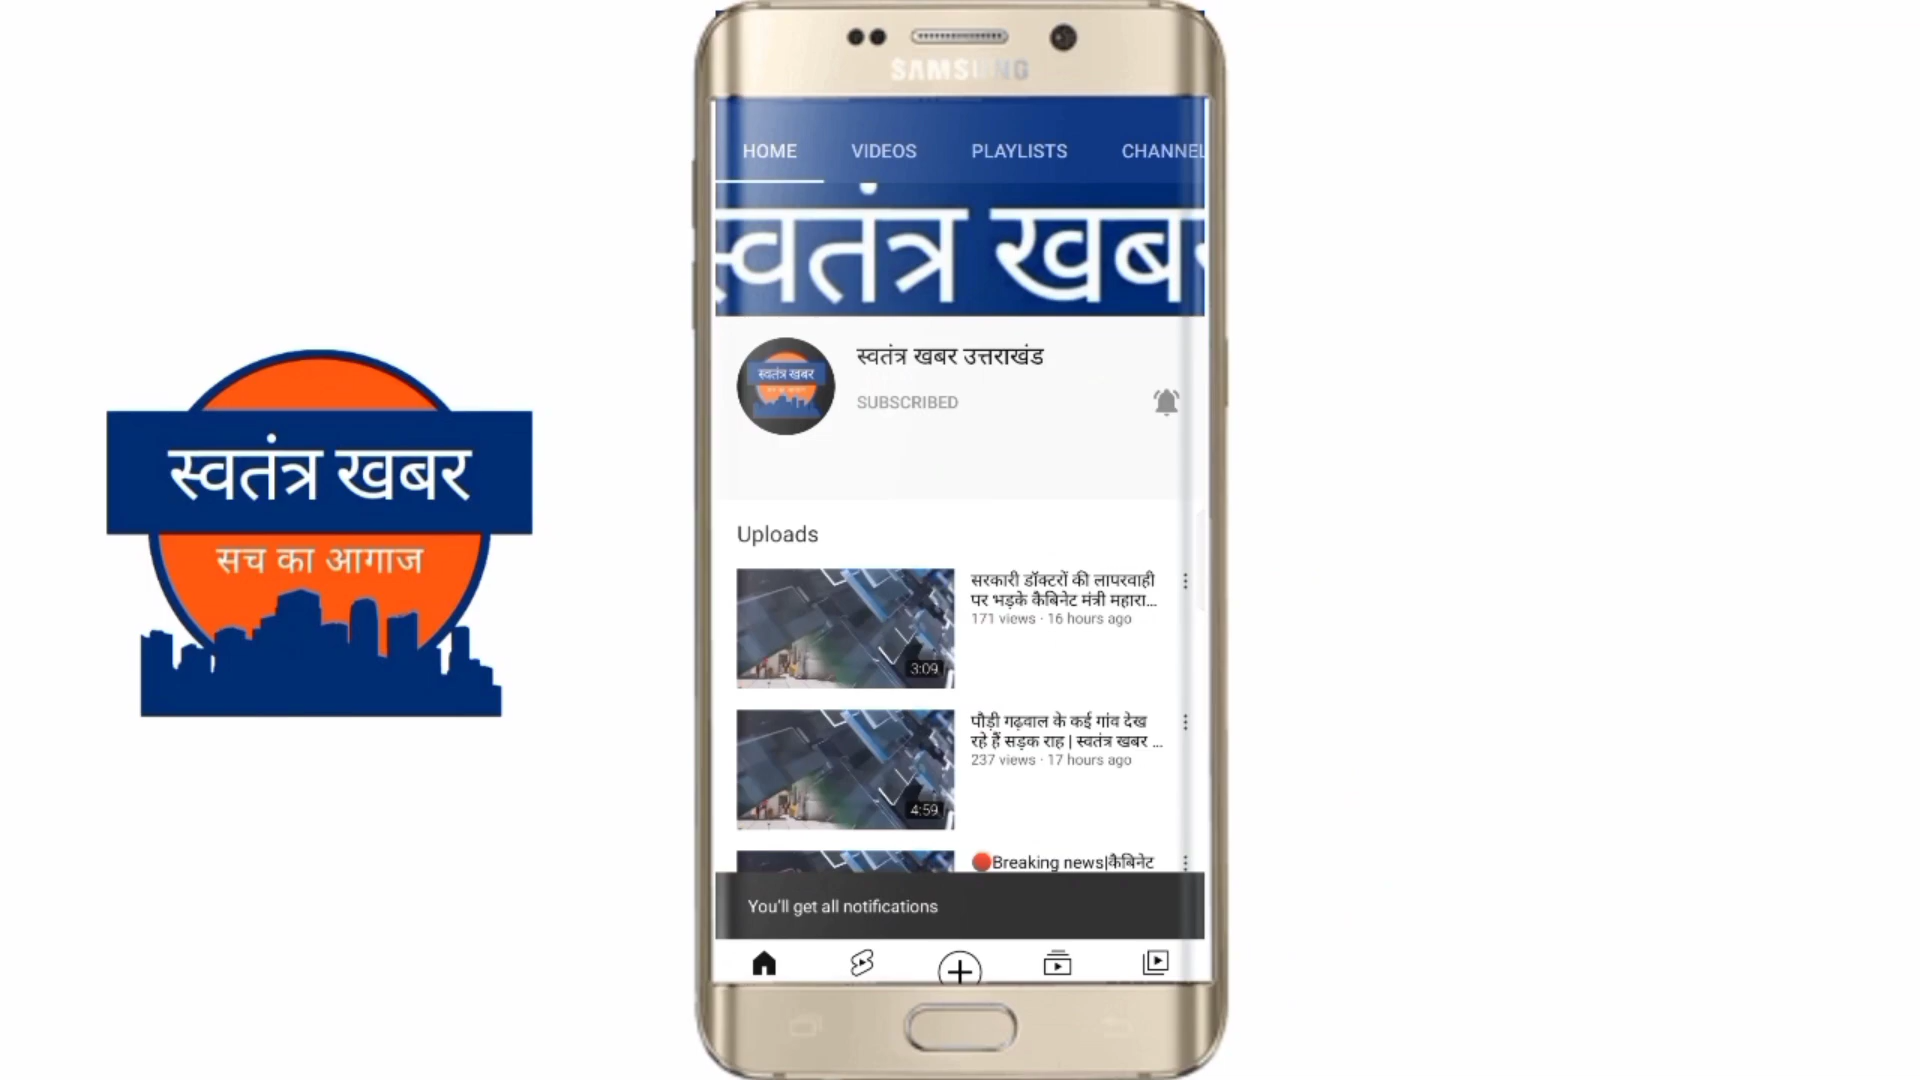 स्वतंत्र खबर
सच का आगाज
SAMSUNG
HOME VIDEOS PLAYLISTS CHANNEL
स्वतंत्र खबर
स्वतंत्र खबर
स्वतंत्र खबर उत्तराखंड
SUBSCRIBED
Uploads
सरकारी डॉक्टरों की लापरवाही
पर भड़के कैबिनेट मंत्री महारा...
171 views · 16 hours ago
3:09
पौड़ी गढ़वाल के कई गांव देख
रहे हैं सड़क राह | स्वतंत्र खबर ...
237 views · 17 hours ago
4:59
🔴Breaking news|कैबिनेट
You'll get all notifications